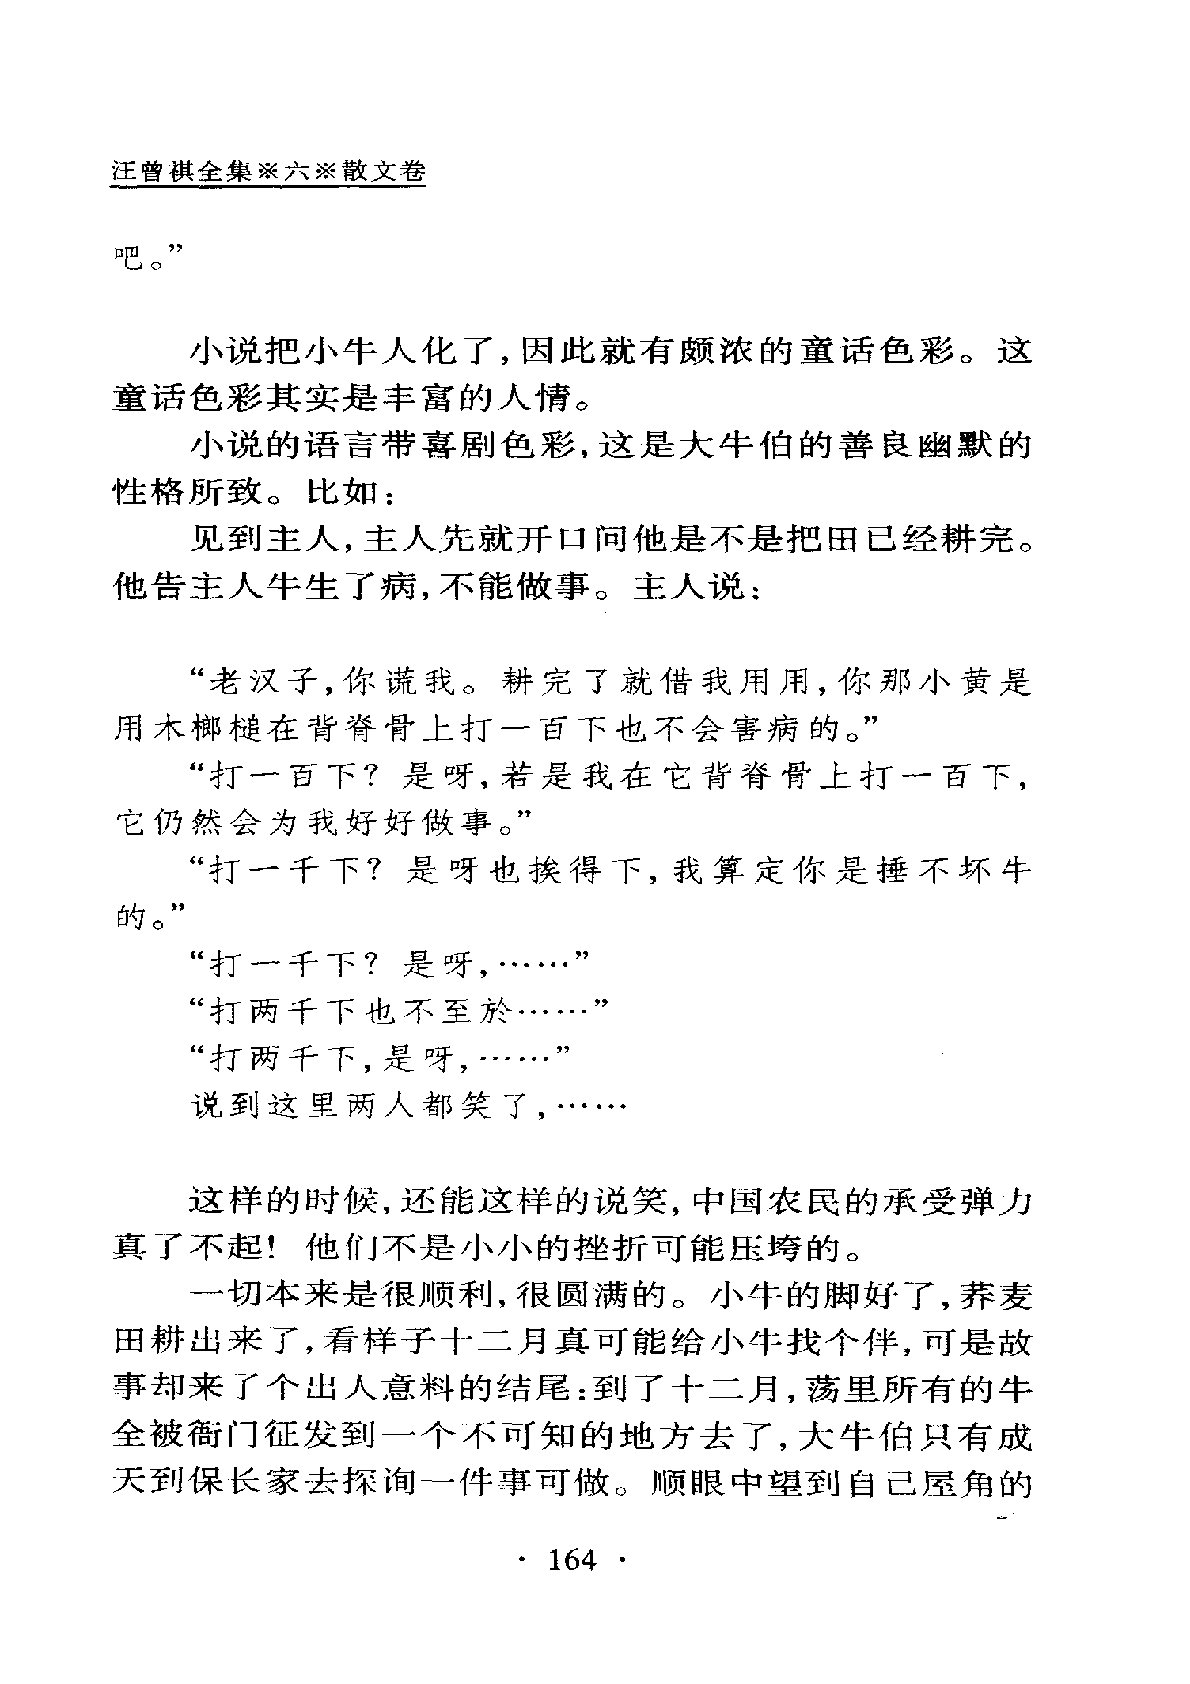 汪曾祺全集※六※散文卷
吧。”
小说把小牛人化了,因此就有颇浓的童话色彩。这
童话色彩其实是丰富的人情。
小说的语言带喜剧色彩,这是大牛伯的善良幽默的
性格所致。比如:
见到主人,主人先就开口问他是不是把田已经耕完。
他告主人牛生了病,不能做事。主人说:
“老汉子,你谎我。耕完了就借我用用,你那小黄是
用木榔槌在背脊骨上打一百下也不会害病的。”
“打一百下? 是呀,若是我在它背脊骨上打一百下,
它仍然会为我好好做事。”
“打一千下? 是呀也挨得下,我算定你是捶不坏牛
的。”
“打一千下? 是呀,……”
“打两千下也不至於……”
“打两千下,是呀,……”
说到这里两人都笑了,……
这样的时候,还能这样的说笑,中国农民的承受弹力
真了不起! 他们不是小小的挫折可能压垮的。
一切本来是很顺利,很圆满的。小牛的脚好了,荞麦
田耕出来了,看样子十二月真可能给小牛找个伴,可是故
事却来了个出人意料的结尾:到了十二月,荡里所有的牛
全被衙门征发到一个不可知的地方去了,大牛伯只有成
天到保长家去探询一件事可做。顺眼中望到自己屋角的
· 164 ·